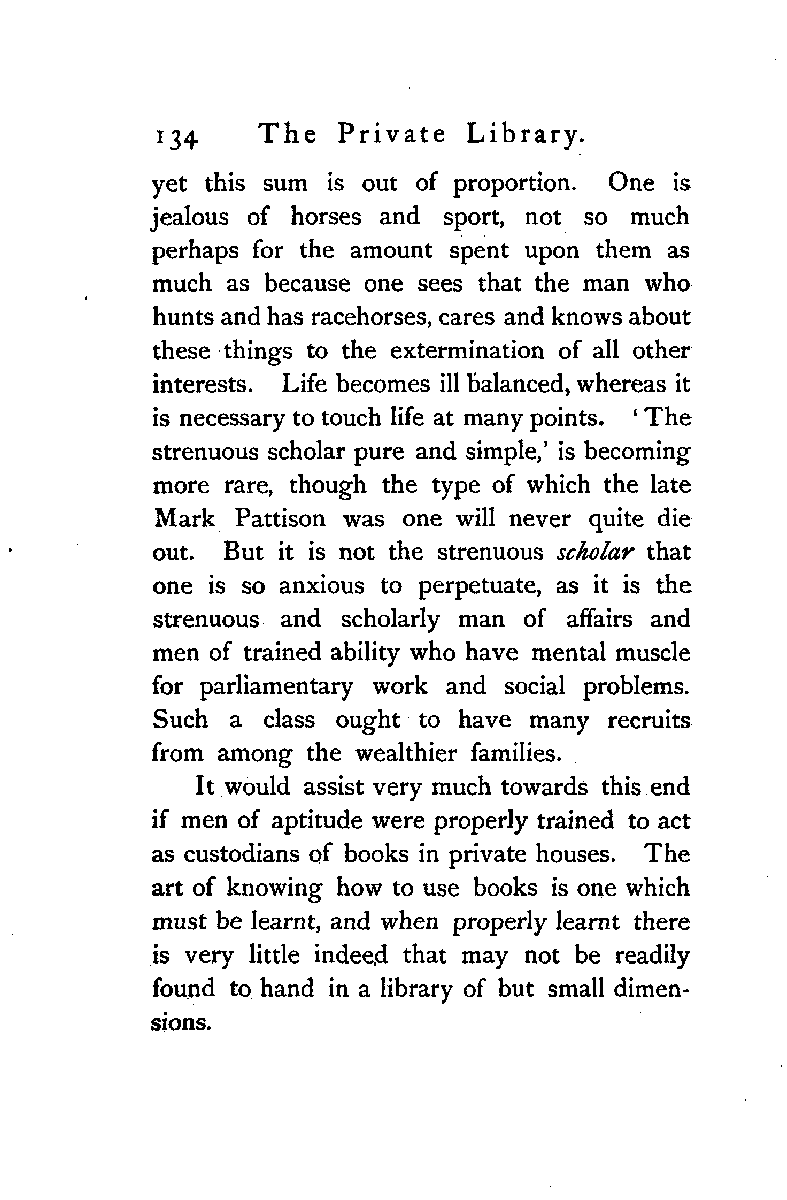 134 The Private Library.
yet this sum is out of proportion. One is
jealous of horses and sport, not so much
perhaps for the amount spent upon them as
much as because one sees that the man who
hunts and has racehorses, cares and knows about
these things to the extermination of all other
interests. Life becomes ill balanced, whereas it
is necessary to touch life at many points. ‘The
strenuous scholar pure and simple,’ is becoming
more rare, though the type of which the late
Mark Pattison was one will never quite die
out. But it is not the strenuous scholar that
one is so anxious to perpetuate, as it is the
strenuous and scholarly man of affairs and
men of trained ability who have mental muscle
for parliamentary work and social problems.
Such a class ought to have many recruits
from among the wealthier families.
It would assist very much towards this end
if men of aptitude were properly trained to act
as custodians of books in private houses. The
art of knowing how to use books is one which
must be learnt, and when properly learnt there
is very little indeed that may not be readily
found to hand in a library of but small dimen-
sions.